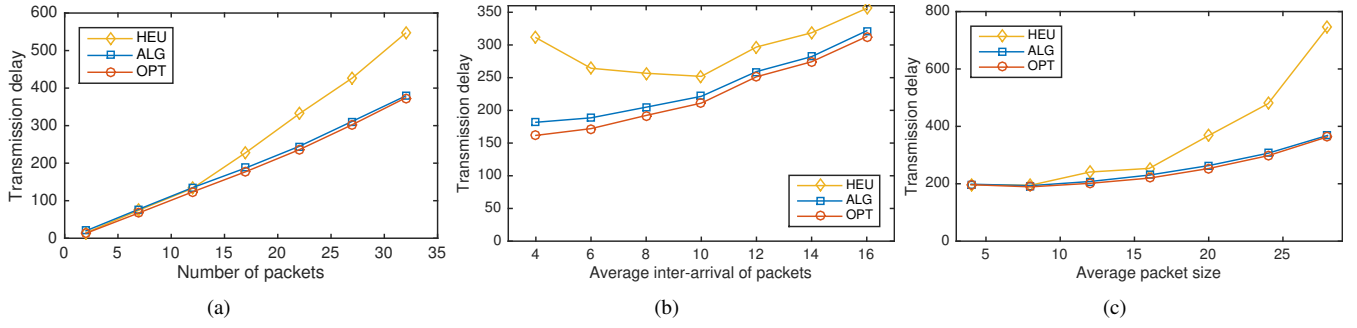 600
500
400
300
200
100
0
0 5 10 15 20 25 30 35
Transmission delay
Number of packets
HEU
ALG
OPT
(a)
350
300
250
200
150
100
50
0
4 6 8 10 12 14 16
Transmission delay
Average inter-arrival of packets
HEU
ALG
OPT
(b)
800
600
400
200
0
5 10 15 20 25
Transmission delay
Average packet size
HEU
ALG
OPT
(c)